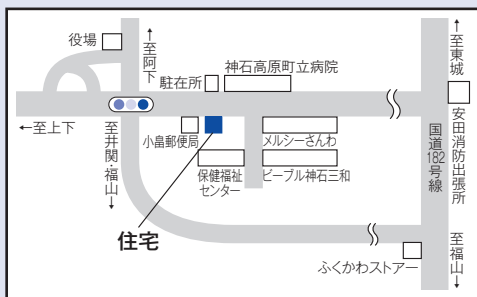 役場
↑至阿下
駐在所
神石高原町立病院
↑至東城
←至上下
至井関・福山↓
小畠郵便局
メルシーさんわ
保健福祉
センター
ビーブル神石三和
国道182号線
安田消防出張所
住宅
ふくかわストアー
至福山↓